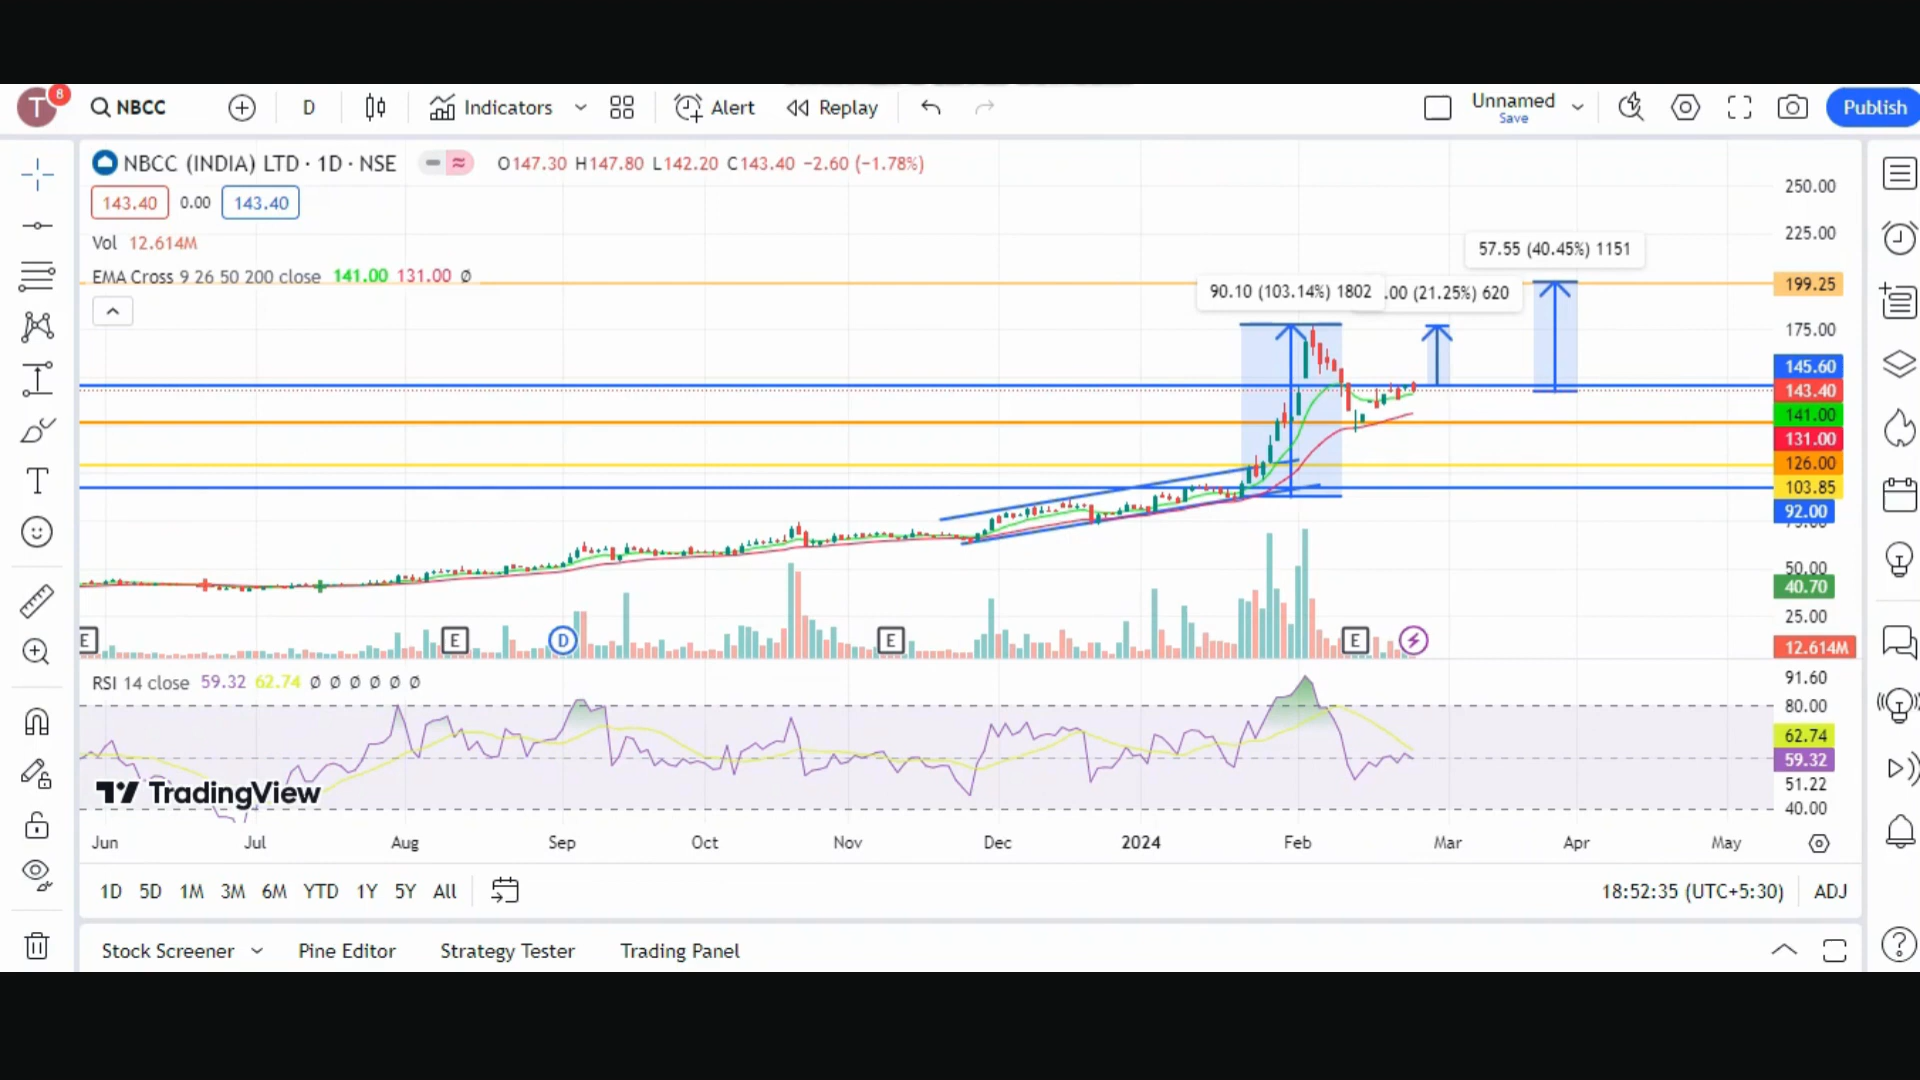 T 8 NBCC D Indicators Alert Replay Unnamed Save Publish
NBCC (INDIA) LTD · 1D · NSE O147.30 H147.80 L142.20 C143.40 −2.60 (−1.78%)
143.40 0.00 143.40
Vol 12.614M
EMA Cross 9 26 50 200 close 141.00 131.00 Ø
57.55 (40.45%) 1151
90.10 (103.14%) 1802 .00 (21.25%) 620
250.00
225.00
199.25
175.00
145.60
143.40
141.00
131.00
126.00
103.85
92.00
50.00
40.70
25.00
12.614M
E E D E E
RSI 14 close 59.32 62.74 Ø Ø Ø Ø Ø Ø
91.60
80.00
62.74
59.32
51.22
40.00
TradingView
Jun Jul Aug Sep Oct Nov Dec 2024 Feb Mar Apr May
1D 5D 1M 3M 6M YTD 1Y 5Y All 18:52:35 (UTC+5:30) ADJ
Stock Screener Pine Editor Strategy Tester Trading Panel